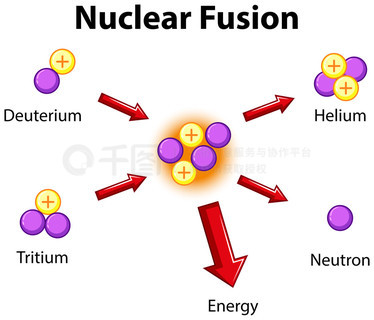 Nuclear Fusion
Deuterium
Helium
Tritium
Neutron
Energy